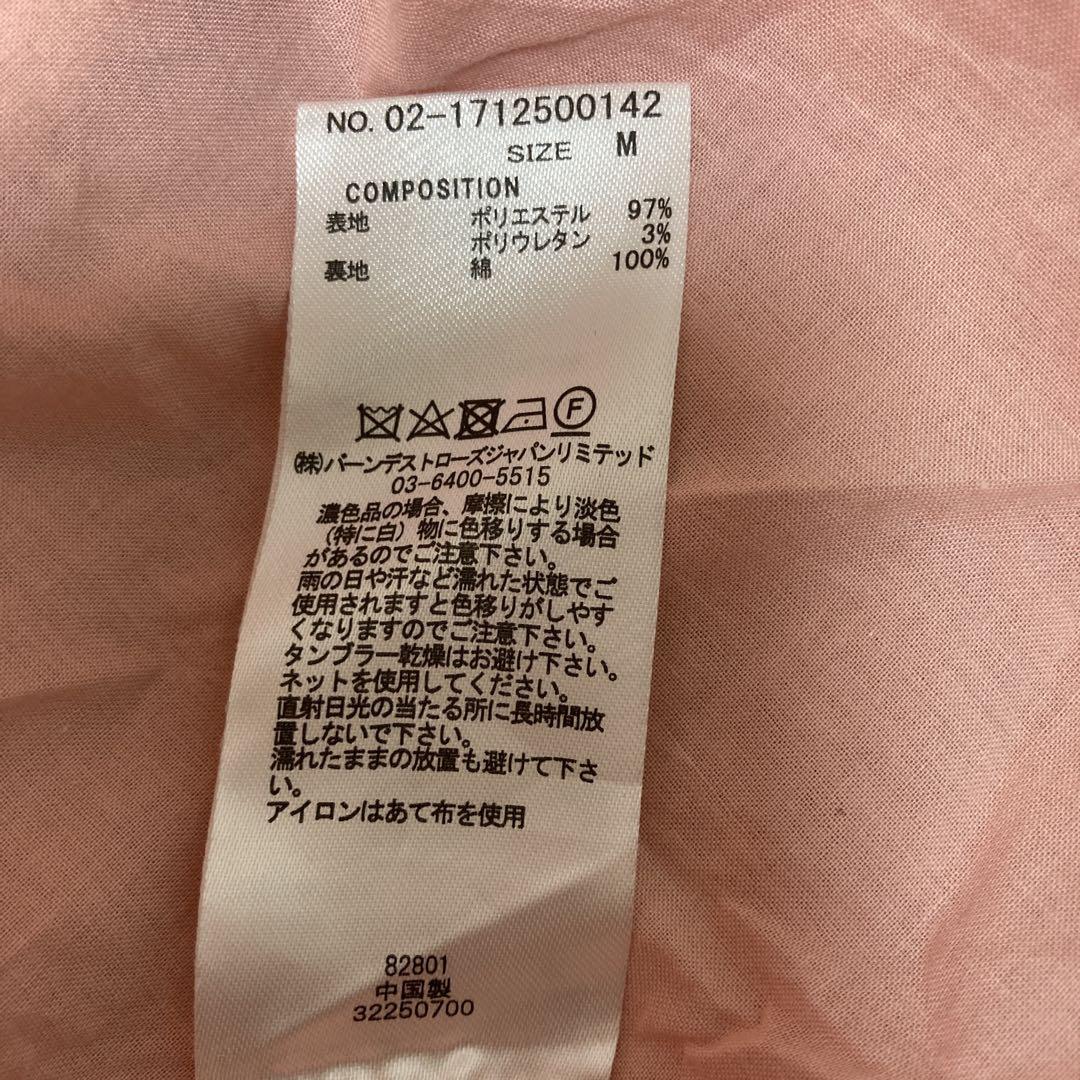 NO. 02-1712500142
SIZE M
COMPOSITION
表地 ポリエステル 97%
ポリウレタン 3%
裏地 綿 100%
F
㈱バーンデストローズジャパンリミテッド
03-6400-5515
濃色品の場合、摩擦により淡色
(特に白)物に色移りする場合
があるのでご注意下さい。
雨の日や汗など濡れた状態でご
使用されますと色移りがしやす
くなりますのでご注意下さい。
タンブラー乾燥はお避け下さい。
ネットを使用してください。
直射日光の当たる所に長時間放
置しないで下さい。
濡れたままの放置も避けて下さ
い。
アイロンはあて布を使用
82801
中国製
32250700